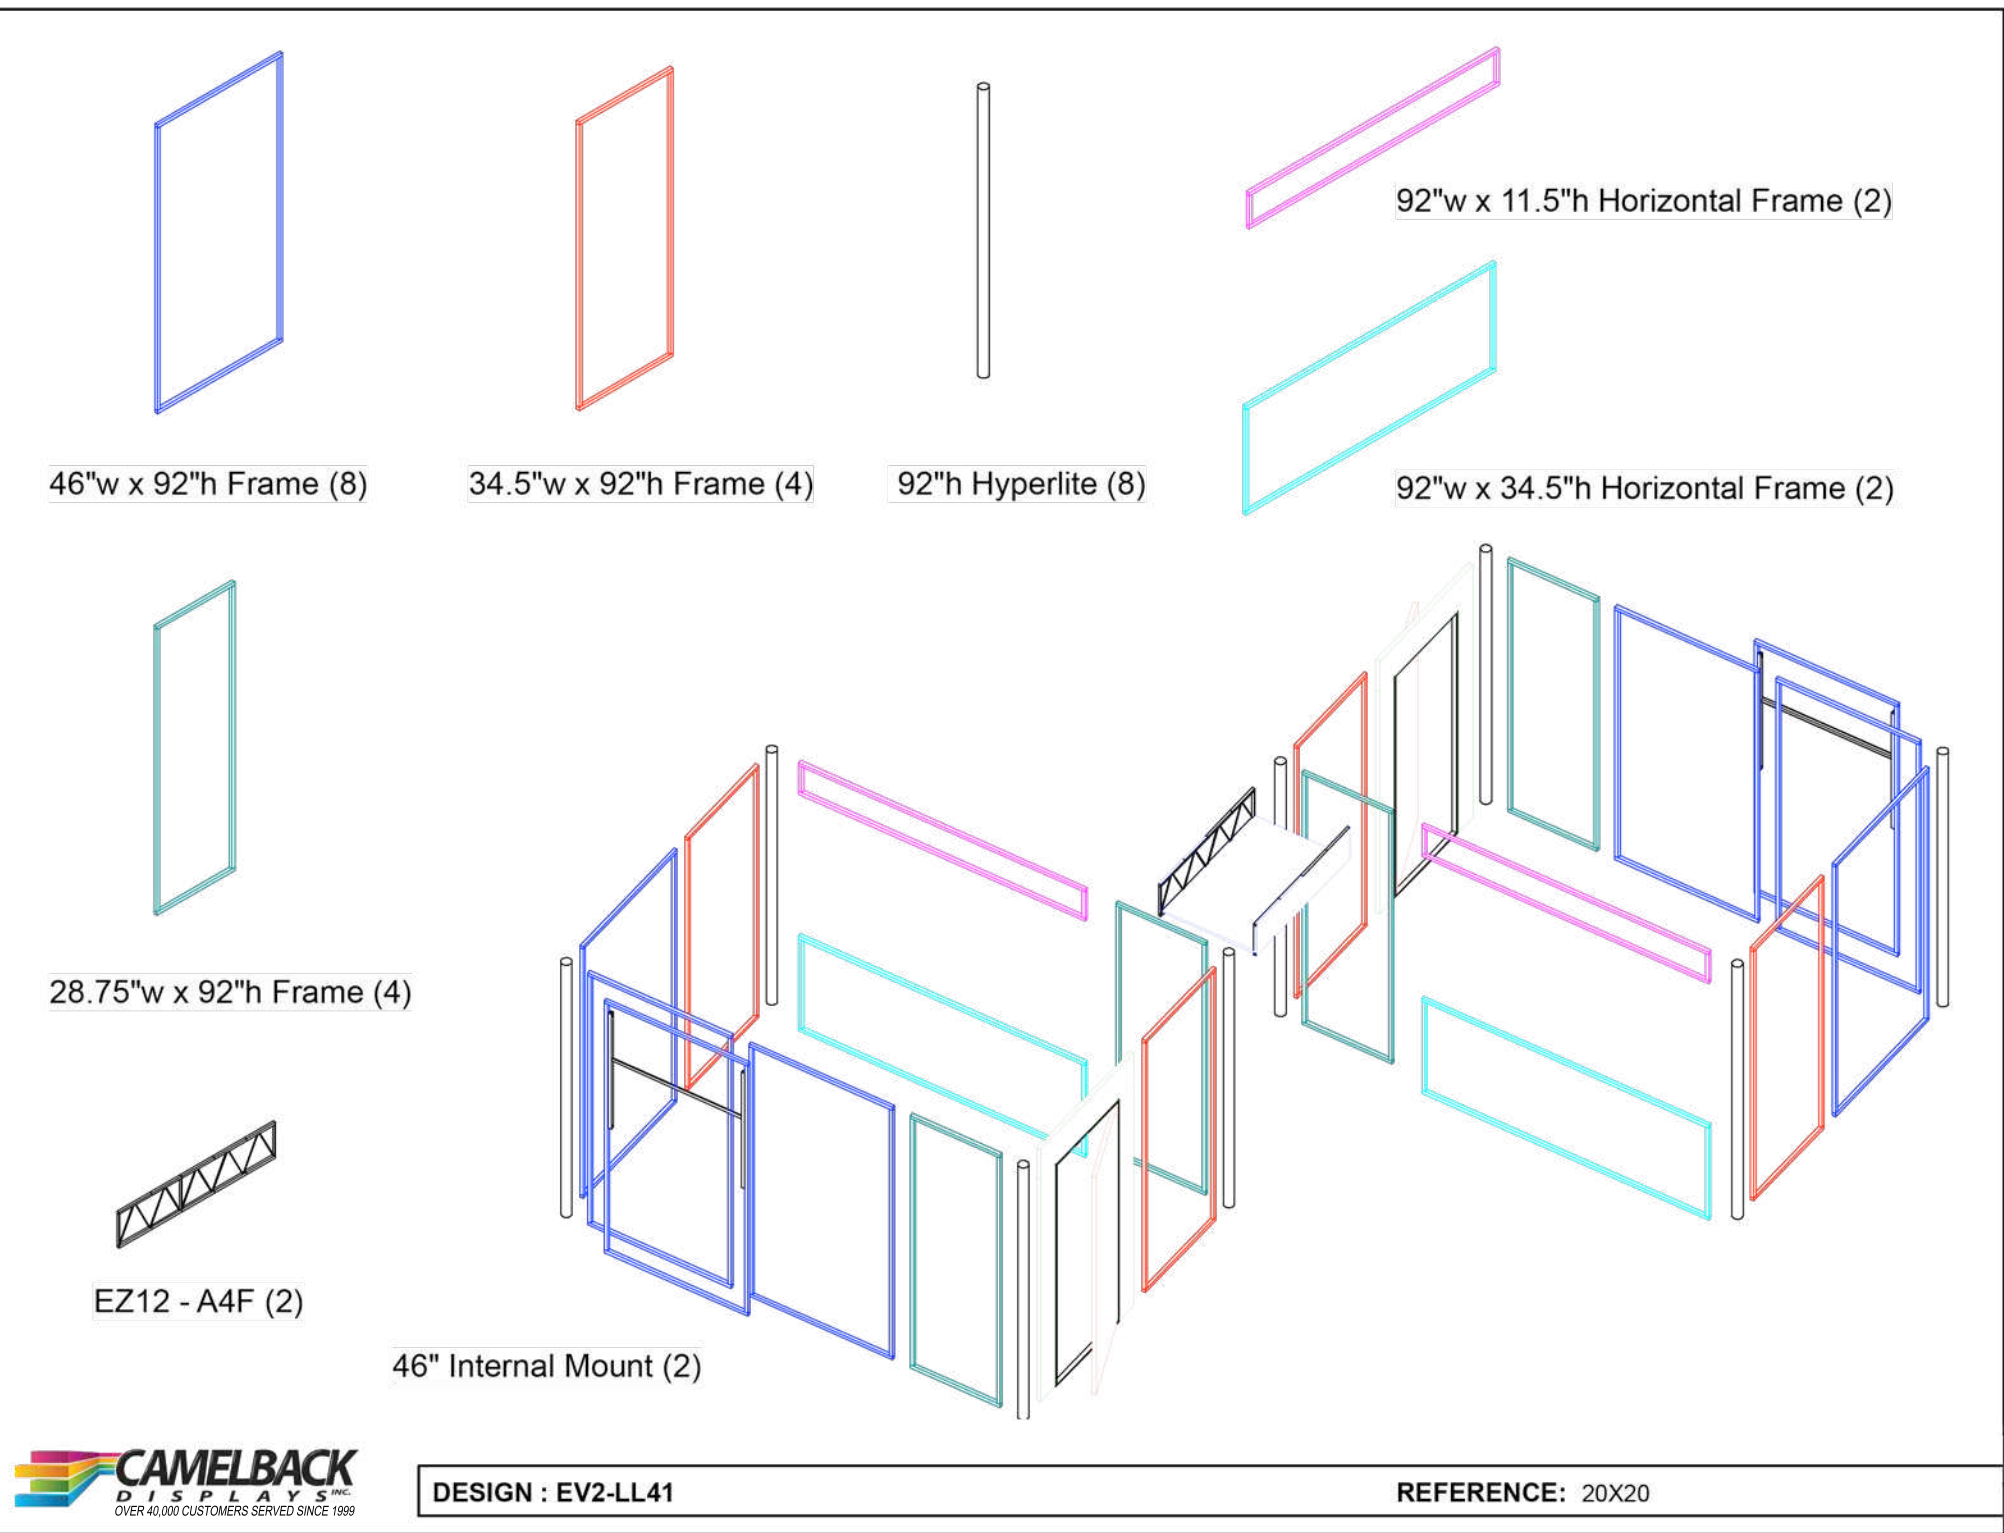 92"w x 11.5"h Horizontal Frame (2)
46"w x 92"h Frame (8)
34.5"w x 92"h Frame (4)
92"h Hyperlite (8)
92"w x 34.5"h Horizontal Frame (2)
28.75"w x 92"h Frame (4)
EZ12 - A4F (2)
46" Internal Mount (2)
CAMELBACK
DISPLAYS INC.
OVER 40,000 CUSTOMERS SERVED SINCE 1999
DESIGN : EV2-LL41
REFERENCE: 20X20